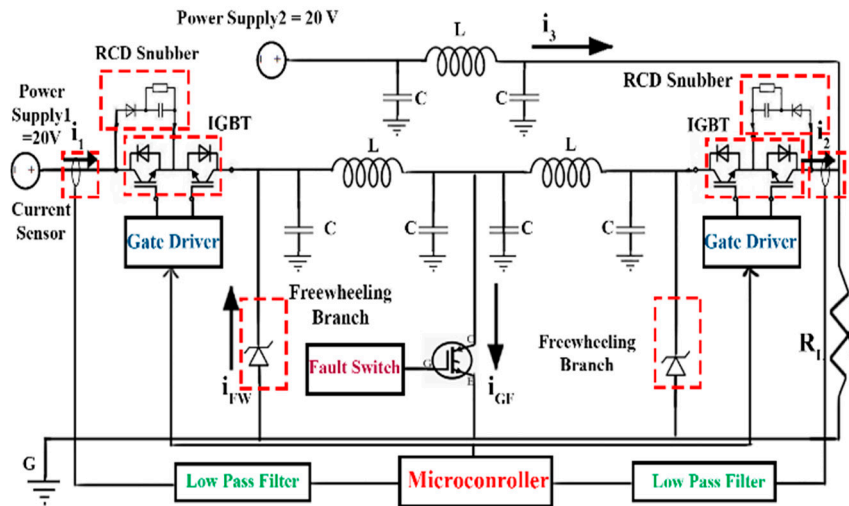 Power Supply2 = 20 V
L
i3
RCD Snubber
RCD Snubber
C
C
Power
Supply1
=20V
IGBT
IGBT
i1
L
L
i2
Current
Sensor
C
C
C
C
Gate Driver
Gate Driver
Freewheeling
Branch
Freewheeling
Branch
Fault Switch
G
C
E
iFW
iGF
RL
G
Low Pass Filter
Microconroller
Low Pass Filter